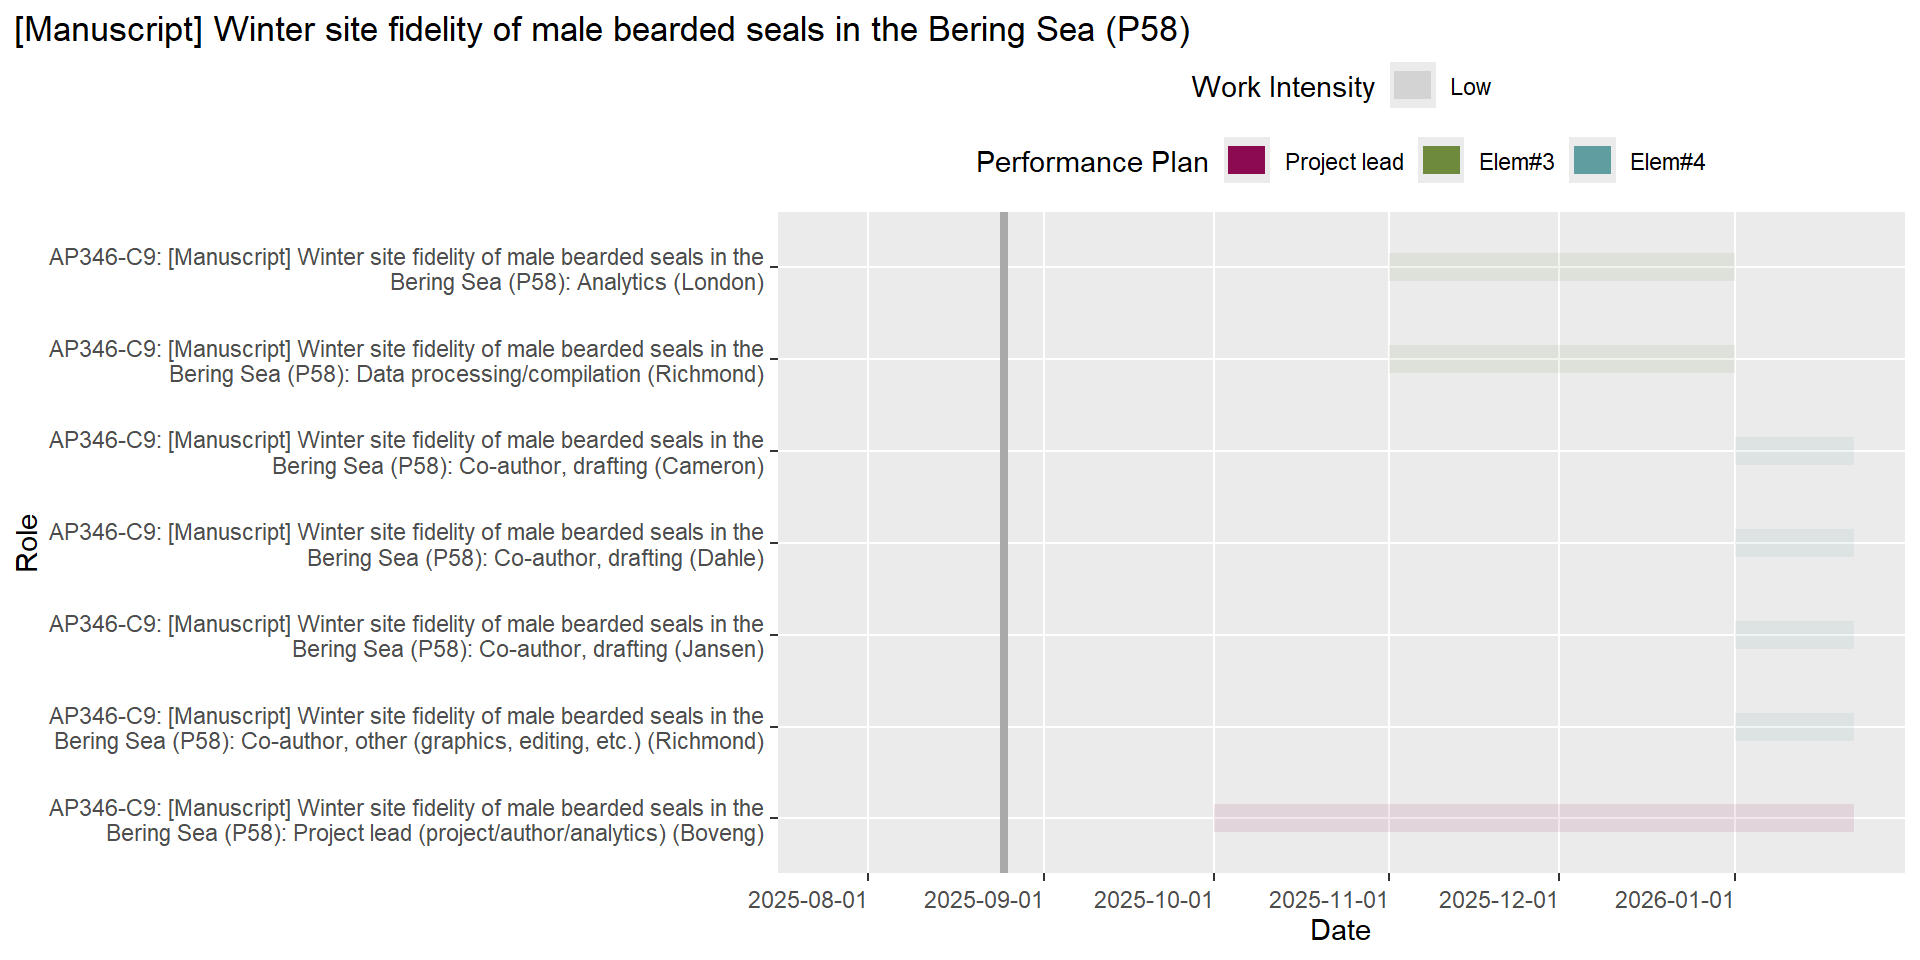 [Manuscript] Winter site fidelity of male bearded seals in the Bering Sea (P58)
Work Intensity Low
Performance Plan Project lead Elem#3 Elem#4
Role
AP346-C9: [Manuscript] Winter site fidelity of male bearded seals in the
Bering Sea (P58): Analytics (London)
AP346-C9: [Manuscript] Winter site fidelity of male bearded seals in the
Bering Sea (P58): Data processing/compilation (Richmond)
AP346-C9: [Manuscript] Winter site fidelity of male bearded seals in the
Bering Sea (P58): Co-author, drafting (Cameron)
AP346-C9: [Manuscript] Winter site fidelity of male bearded seals in the
Bering Sea (P58): Co-author, drafting (Dahle)
AP346-C9: [Manuscript] Winter site fidelity of male bearded seals in the
Bering Sea (P58): Co-author, drafting (Jansen)
AP346-C9: [Manuscript] Winter site fidelity of male bearded seals in the
Bering Sea (P58): Co-author, other (graphics, editing, etc.) (Richmond)
AP346-C9: [Manuscript] Winter site fidelity of male bearded seals in the
Bering Sea (P58): Project lead (project/author/analytics) (Boveng)
2025-08-01 2025-09-01 2025-10-01 2025-11-01 2025-12-01 2026-01-01
Date